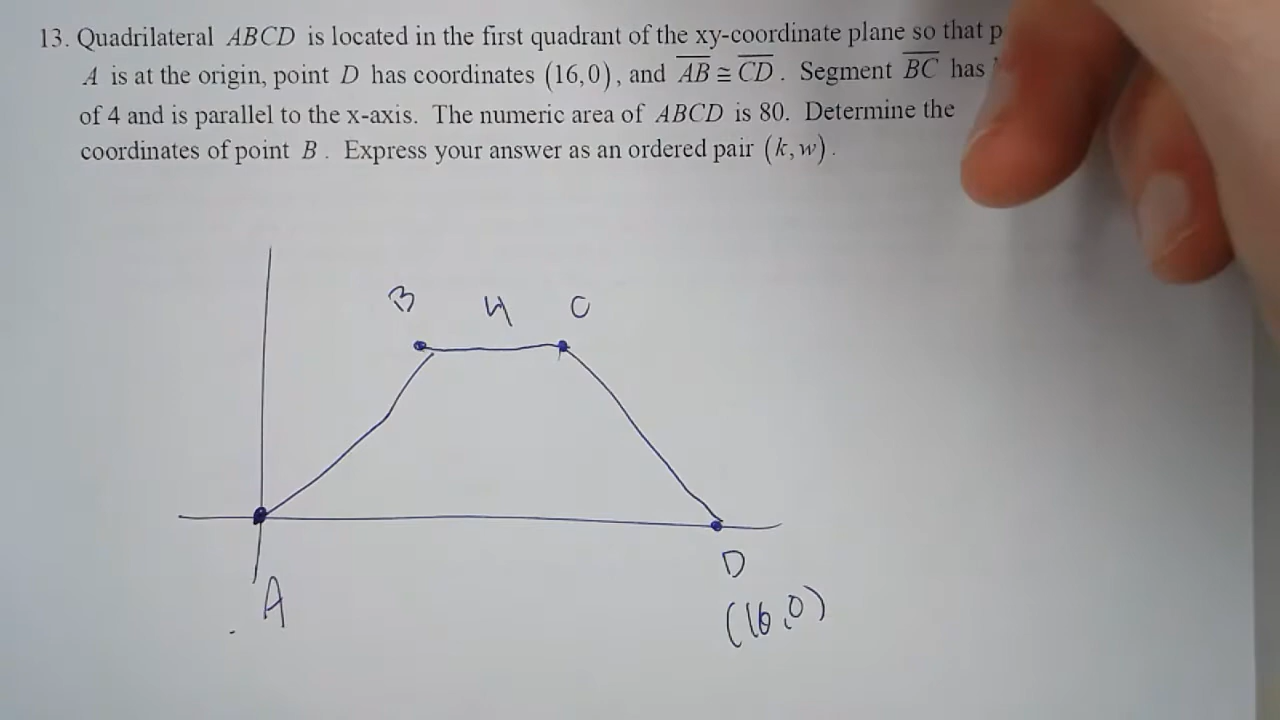 13. Quadrilateral ABCD is located in the first quadrant of the xy-coordinate plane so that
A is at the origin, point D has coordinates (16,0), and \overline{AB} ≅ \overline{CD}. Segment \overline{BC} has
of 4 and is parallel to the x-axis. The numeric area of ABCD is 80. Determine the
coordinates of point B. Express your answer as an ordered pair (k,w).
B 4 C
A
D
(16,0)